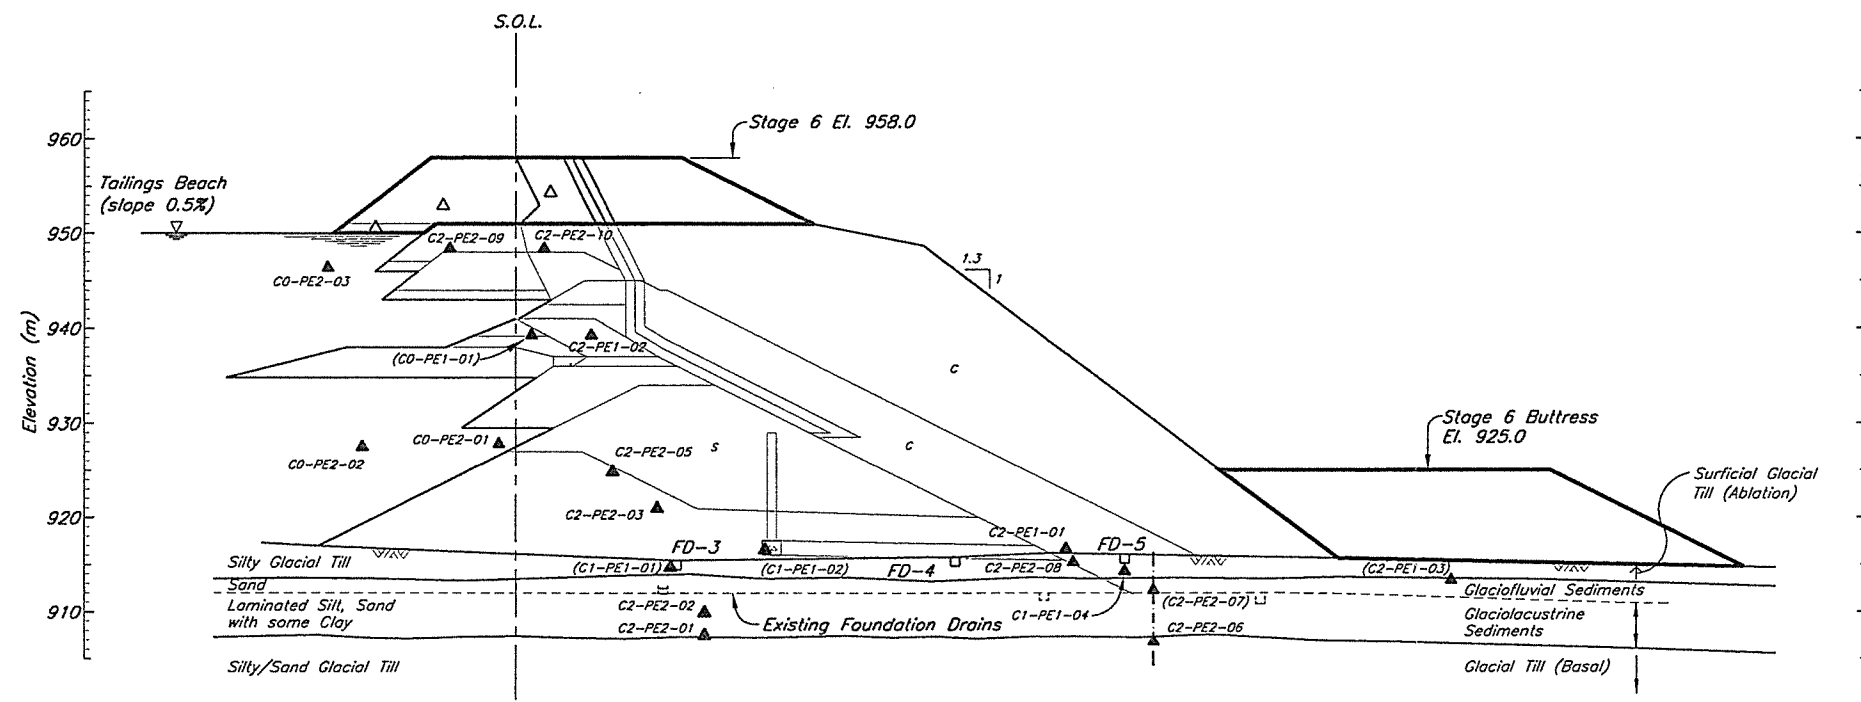 S.O.L.
Stage 6 El. 958.0
960
Tailings Beach
(slope 0.5%)
950
C2-PE2-09
C2-PE2-10
C0-PE2-03
1.3
1
940
(C0-PE1-01)
C2-PE1-02
c
Elevation (m)
930
Stage 6 Buttress
El. 925.0
C0-PE2-01
C0-PE2-02
C2-PE2-05
s
c
Surficial Glacial
Till (Ablation)
920
C2-PE2-03
C2-PE1-01
FD-3
FD-5
Silty Glacial Till
(C1-PE1-01)
(C1-PE1-02)
FD-4
C2-PE2-08
(C2-PE1-03)
Sand
Glaciofluvial Sediments
910
Laminated Silt, Sand
with some Clay
C2-PE2-02
C1-PE1-04
(C2-PE2-07)
Glaciolacustrine
Sediments
C2-PE2-01
Existing Foundation Drains
C2-PE2-06
Silty/Sand Glacial Till
Glacial Till (Basal)